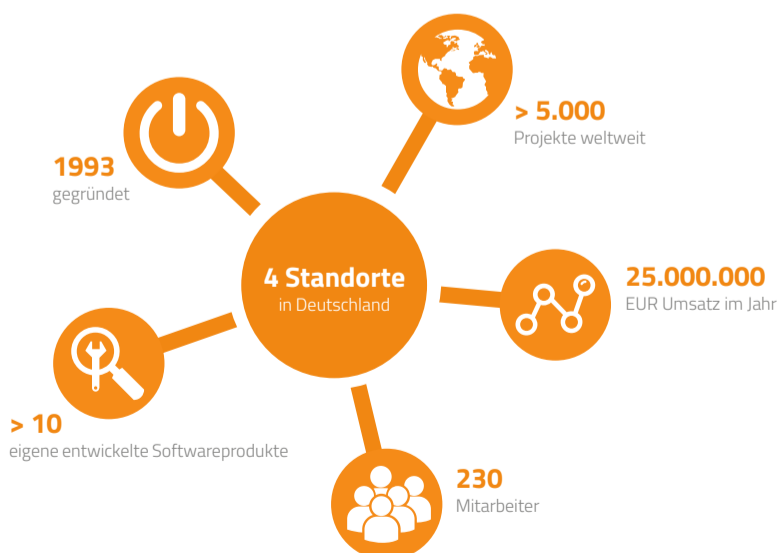 > 5.000
Projekte weltweit
1993
gegründet
4 Standorte
in Deutschland
25.000.000
EUR Umsatz im Jahr
> 10
eigene entwickelte Softwareprodukte
230
Mitarbeiter